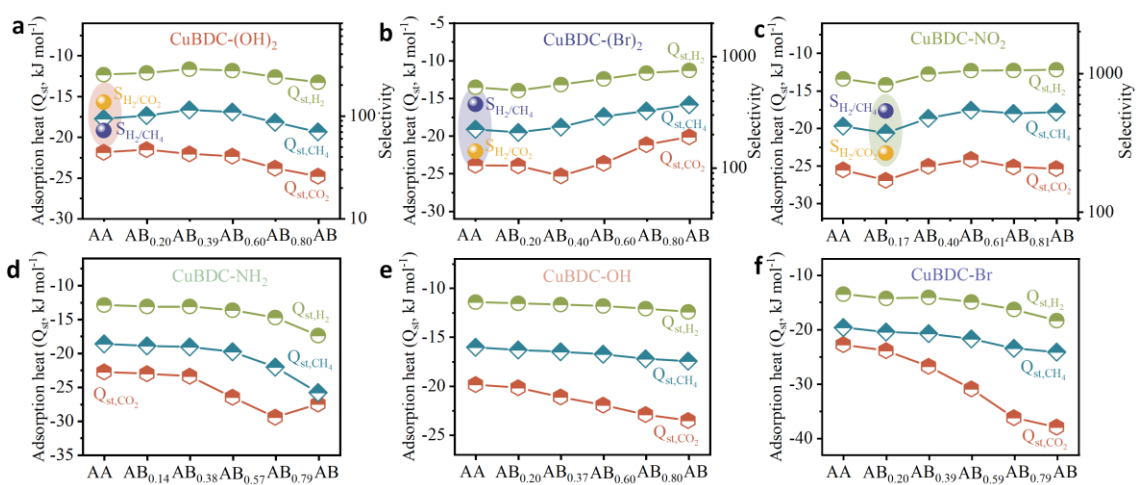 a
CuBDC-(OH)₂
Adsorption heat (Qst, kJ mol⁻¹)
-10
-15
-20
-25
-30
Qst,H₂
SH₂/CO₂
Qst,CH₄
SH₂/CH₄
Qst,CO₂
100
10
Selectivity
AA AB0.20 AB0.39 AB0.60 AB0.80 AB
b
CuBDC-(Br)₂
Adsorption heat (Qst, kJ mol⁻¹)
-5
-10
-15
-20
-25
-30
Qst,H₂
SH₂/CH₄
Qst,CH₄
SH₂/CO₂
Qst,CO₂
1000
100
Selectivity
AA AB0.20 AB0.40 AB0.60 AB0.80 AB
c
CuBDC-NO₂
Adsorption heat (Qst, kJ mol⁻¹)
-10
-15
-20
-25
-30
Qst,H₂
SH₂/CH₄
Qst,CH₄
SH₂/CO₂
Qst,CO₂
1000
100
Selectivity
AA AB0.17 AB0.40 AB0.61 AB0.81 AB
d
CuBDC-NH₂
Adsorption heat (Qst, kJ mol⁻¹)
-10
-15
-20
-25
-30
-35
Qst,H₂
Qst,CH₄
Qst,CO₂
AA AB0.14 AB0.38 AB0.57 AB0.79 AB
e
CuBDC-OH
Adsorption heat (Qst, kJ mol⁻¹)
-10
-15
-20
-25
Qst,H₂
Qst,CH₄
Qst,CO₂
AA AB0.20 AB0.37 AB0.60 AB0.80 AB
f
CuBDC-Br
Adsorption heat (Qst, kJ mol⁻¹)
-10
-20
-30
-40
Qst,H₂
Qst,CH₄
Qst,CO₂
AA AB0.20 AB0.39 AB0.59 AB0.79 AB